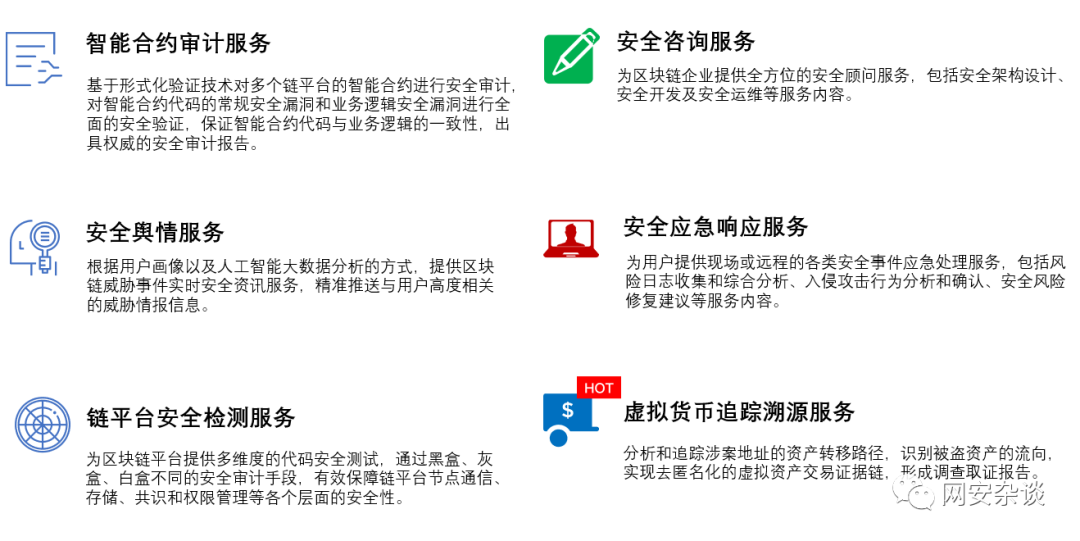 智能合约审计服务
基于形式化验证技术对多个链平台的智能合约进行安全审计，
对智能合约代码的常规安全漏洞和业务逻辑安全漏洞进行全
面的安全验证，保证智能合约代码与业务逻辑的一致性，出
具权威的安全审计报告。
安全咨询服务
为区块链企业提供全方位的安全顾问服务，包括安全架构设计、
安全开发及安全运维等服务内容。
安全舆情服务
根据用户画像以及人工智能大数据分析的方式，提供区块
链威胁事件实时安全资讯服务，精准推送与用户高度相关
的威胁情报信息。
安全应急响应服务
为用户提供现场或远程的各类安全事件应急处理服务，包括风
险日志收集和综合分析、入侵攻击行为分析和确认、安全风险
修复建议等服务内容。
链平台安全检测服务
为区块链平台提供多维度的代码安全测试，通过黑盒、灰
盒、白盒不同的安全审计手段，有效保障链平台节点通信、
存储、共识和权限管理等各个层面的安全性。
HOT
$
虚拟货币追踪溯源服务
分析和追踪涉案地址的资产转移路径，识别被盗资产的流向，
实现去匿名化的虚拟资产交易证据链，形成调查取证报告。
网安杂谈